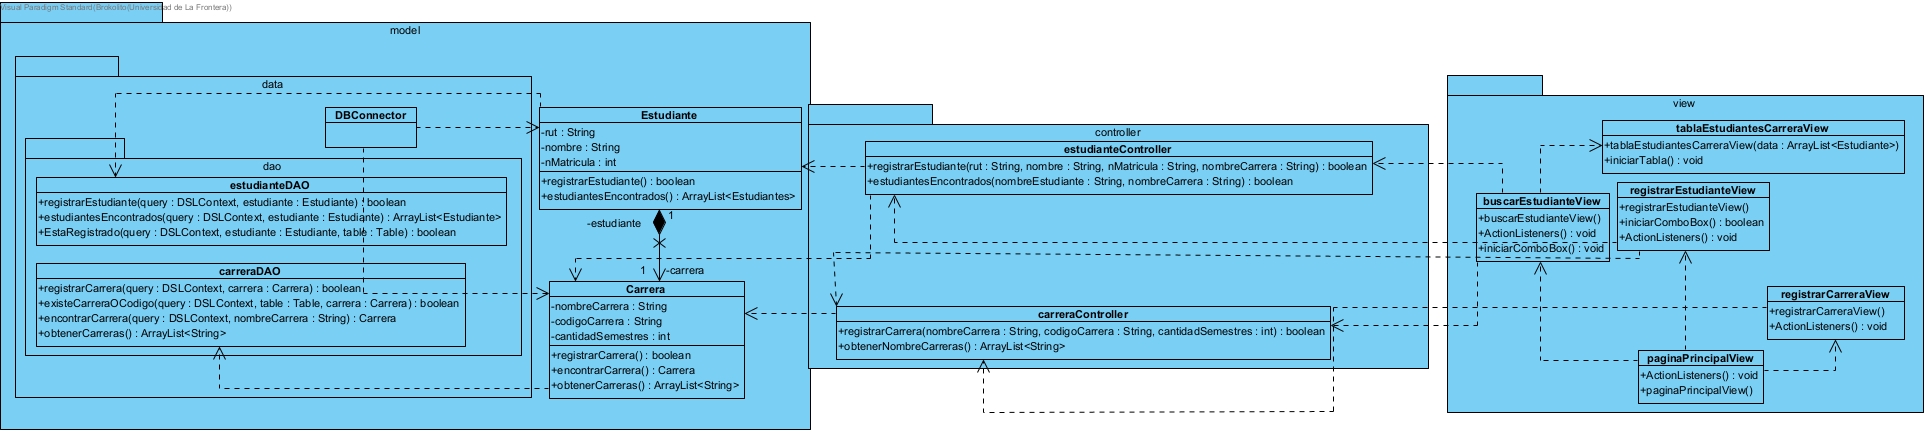 Visual Paradigm Standard(Brokolito(Universidad de La Frontera))
model
data
DBConnector
dao
estudianteDAO
+registrarEstudiante(query : DSLContext, estudiante : Estudiante) : boolean
+estudiantesEncontrados(query : DSLContext, estudiante : Estudiante) : ArrayList<Estudiante>
+EstaRegistrado(query : DSLContext, estudiante : Estudiante, table : Table) : boolean
carreraDAO
+registrarCarrera(query : DSLContext, carrera : Carrera) : boolean
+existeCarreraOCodigo(query : DSLContext, table : Table, carrera : Carrera) : boolean
+encontrarCarrera(query : DSLContext, nombreCarrera : String) : Carrera
+obtenerCarreras() : ArrayList<String>
Estudiante
-rut : String
-nombre : String
-nMatricula : int
+registrarEstudiante() : boolean
+estudiantesEncontrados() : ArrayList<Estudiantes>
1
-estudiante
1
-carrera
Carrera
-nombreCarrera : String
-codigoCarrera : String
-cantidadSemestres : int
+registrarCarrera() : boolean
+encontrarCarrera() : Carrera
+obtenerCarreras() : ArrayList<String>
controller
estudianteController
+registrarEstudiante(rut : String, nombre : String, nMatricula : String, nombreCarrera : String) : boolean
+estudiantesEncontrados(nombreEstudiante : String, nombreCarrera : String) : boolean
carreraController
+registrarCarrera(nombreCarrera : String, codigoCarrera : String, cantidadSemestres : int) : boolean
+obtenerNombreCarreras() : ArrayList<String>
view
tablaEstudiantesCarreraView
+tablaEstudiantesCarreraView(data : ArrayList<Estudiante>)
+iniciarTabla() : void
buscarEstudianteView
+buscarEstudianteView()
+ActionListeners() : void
+iniciarComboBox() : void
registrarEstudianteView
+registrarEstudianteView()
+iniciarComboBox() : boolean
+ActionListeners() : void
registrarCarreraView
+registrarCarreraView()
+ActionListeners() : void
paginaPrincipalView
+ActionListeners() : void
+paginaPrincipalView()